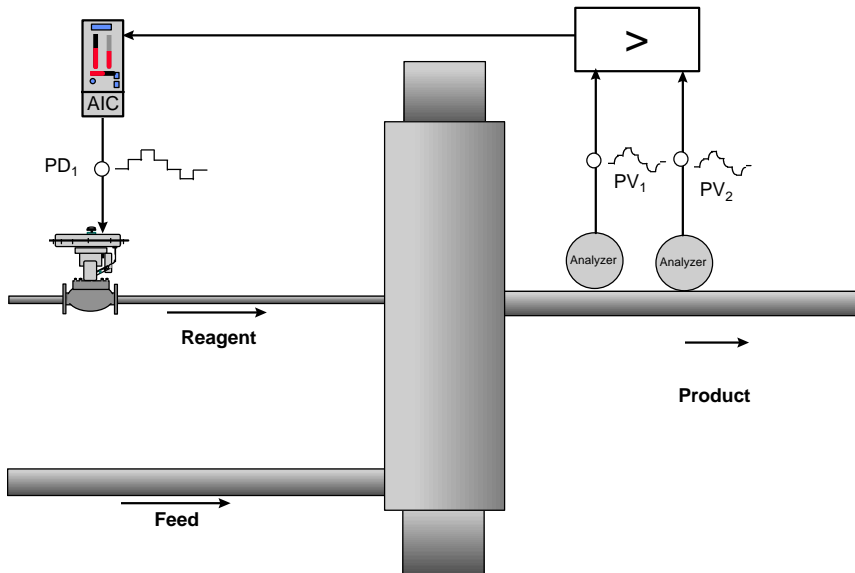 >
AIC
PD1
PV1
PV2
Analyzer
Analyzer
Reagent
Product
Feed